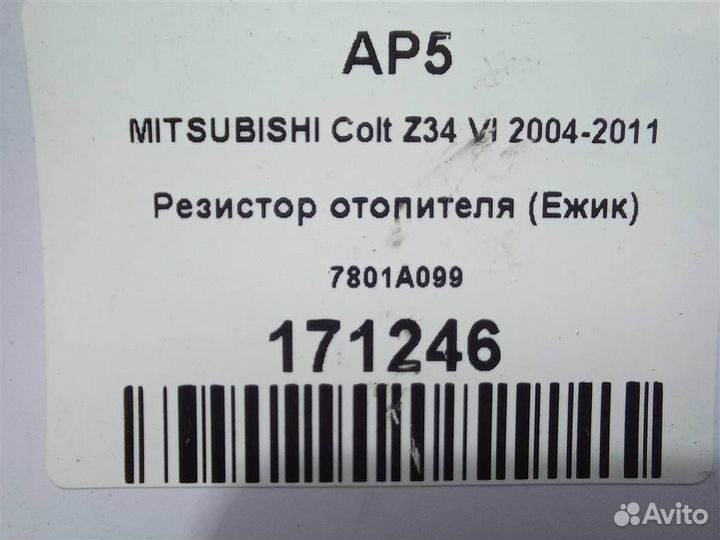 AP5
MITSUBISHI Colt Z34 VI 2004-2011
Резистор отопителя (Ежик)
7801A099
171246
Avito